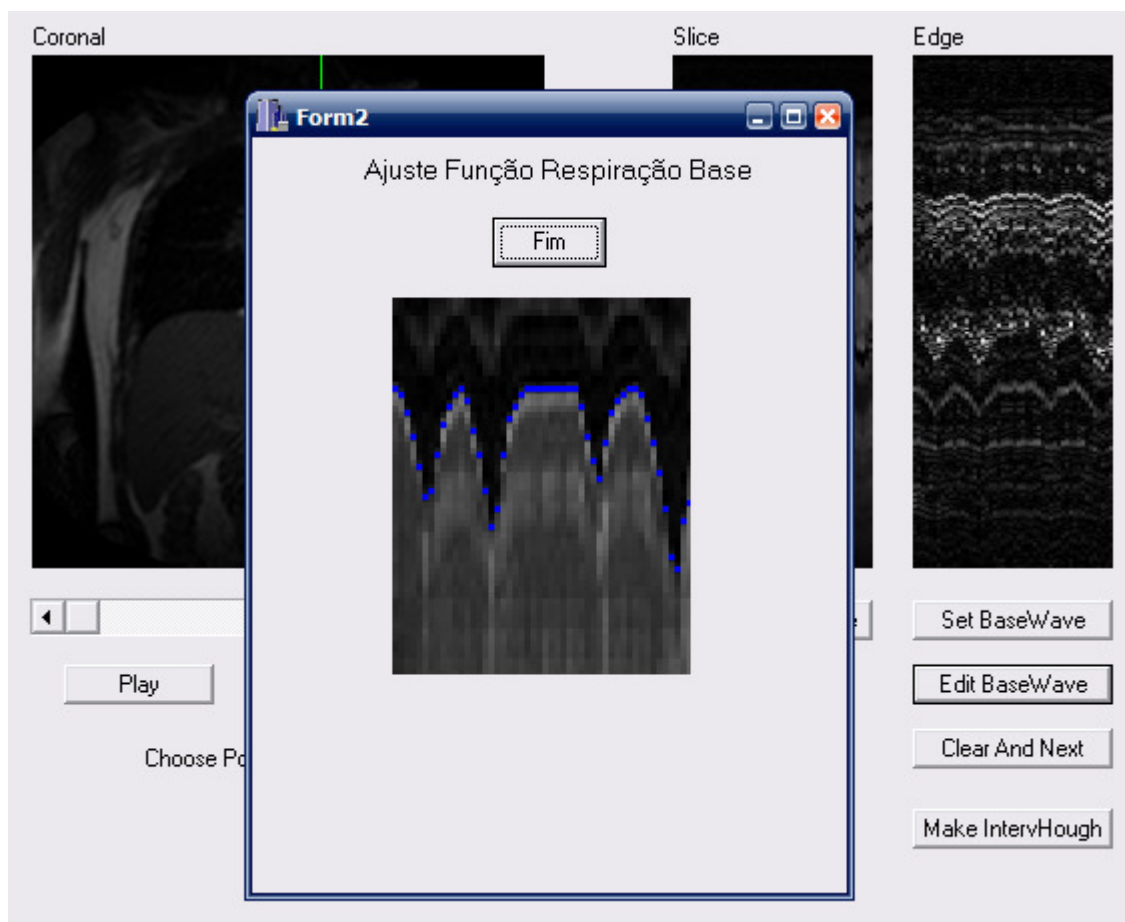 Coronal
Slice
Edge
Form2
Ajuste Função Respiração Base
Fim
Set BaseWave
Play
Edit BaseWave
Choose Po
Clear And Next
Make IntervHough